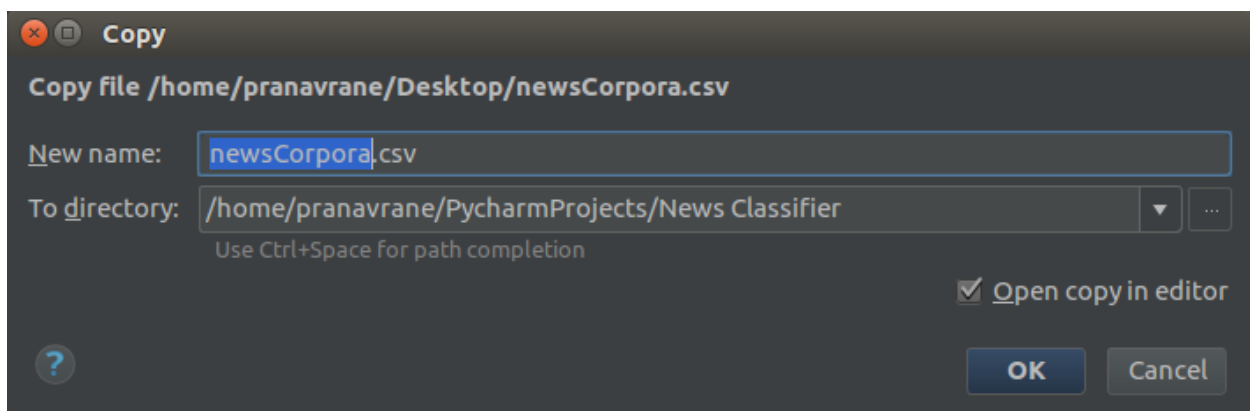 Copy
Copy file /home/pranavrane/Desktop/newsCorpora.csv
New name: newsCorpora.csv
To directory: /home/pranavrane/PycharmProjects/News Classifier ...
Use Ctrl+Space for path completion
Open copy in editor
? OK Cancel